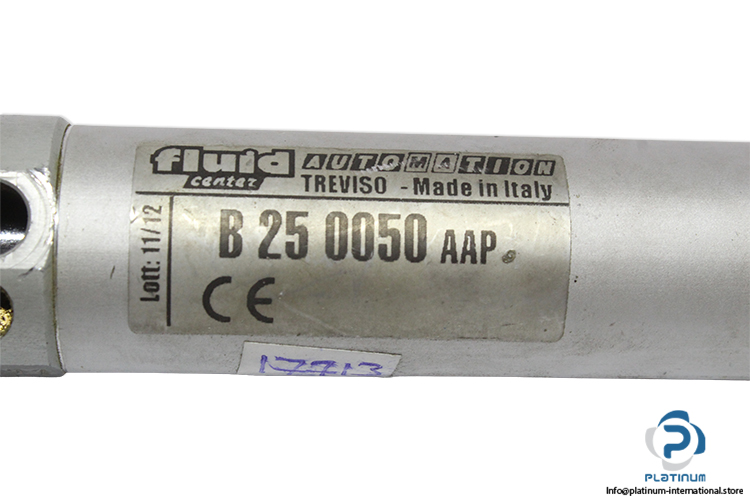 fluid center AUTOMATION
TREVISO - Made in Italy
Lott: 11/12
B 25 0050 AAP.
CE
17713
PLATINUM
Info@platinum-international.store